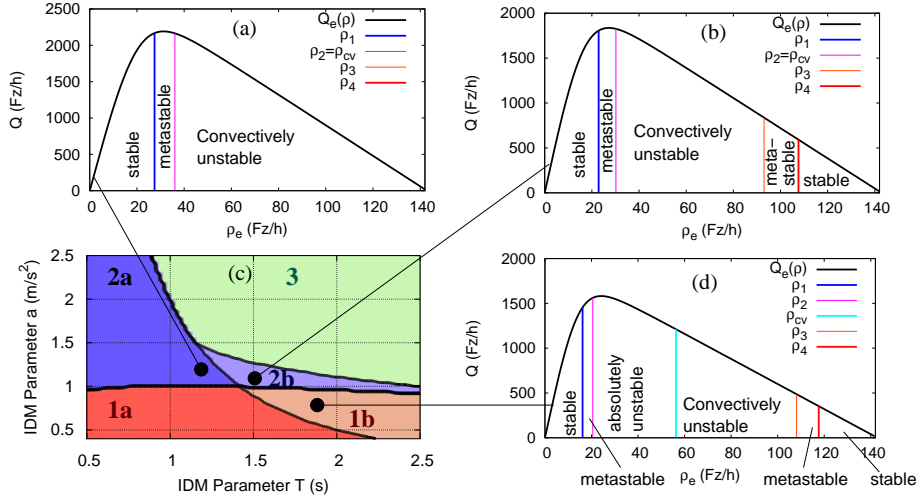 (a)
Q (Fz/h)
2000
1500
1000
500
0
0 20 40 60 80 100 120 140
ρe (Fz/h)
Qe(ρ)
ρ1
ρ2=ρcv
stable
metastable
Convectively
unstable
(b)
Q (Fz/h)
2000
1500
1000
500
0
0 20 40 60 80 100 120 140
ρe (Fz/h)
Qe(ρ)
ρ1
ρ2=ρcv
ρ3
ρ4
stable
metastable
Convectively
unstable
meta−
stable
stable
(c)
IDM Parameter a (m/s²)
2.5
2
1.5
1
0.5
0.5 1 1.5 2 2.5
IDM Parameter T (s)
2a
3
2b
1a
1b
(d)
Q (Fz/h)
2000
1500
1000
500
0
0 20 40 60 80 100 120 140
ρe (Fz/h)
Qe(ρ)
ρ1
ρ2
ρcv
ρ3
ρ4
stable
absolutely
unstable
Convectively
unstable
metastable
metastable
stable